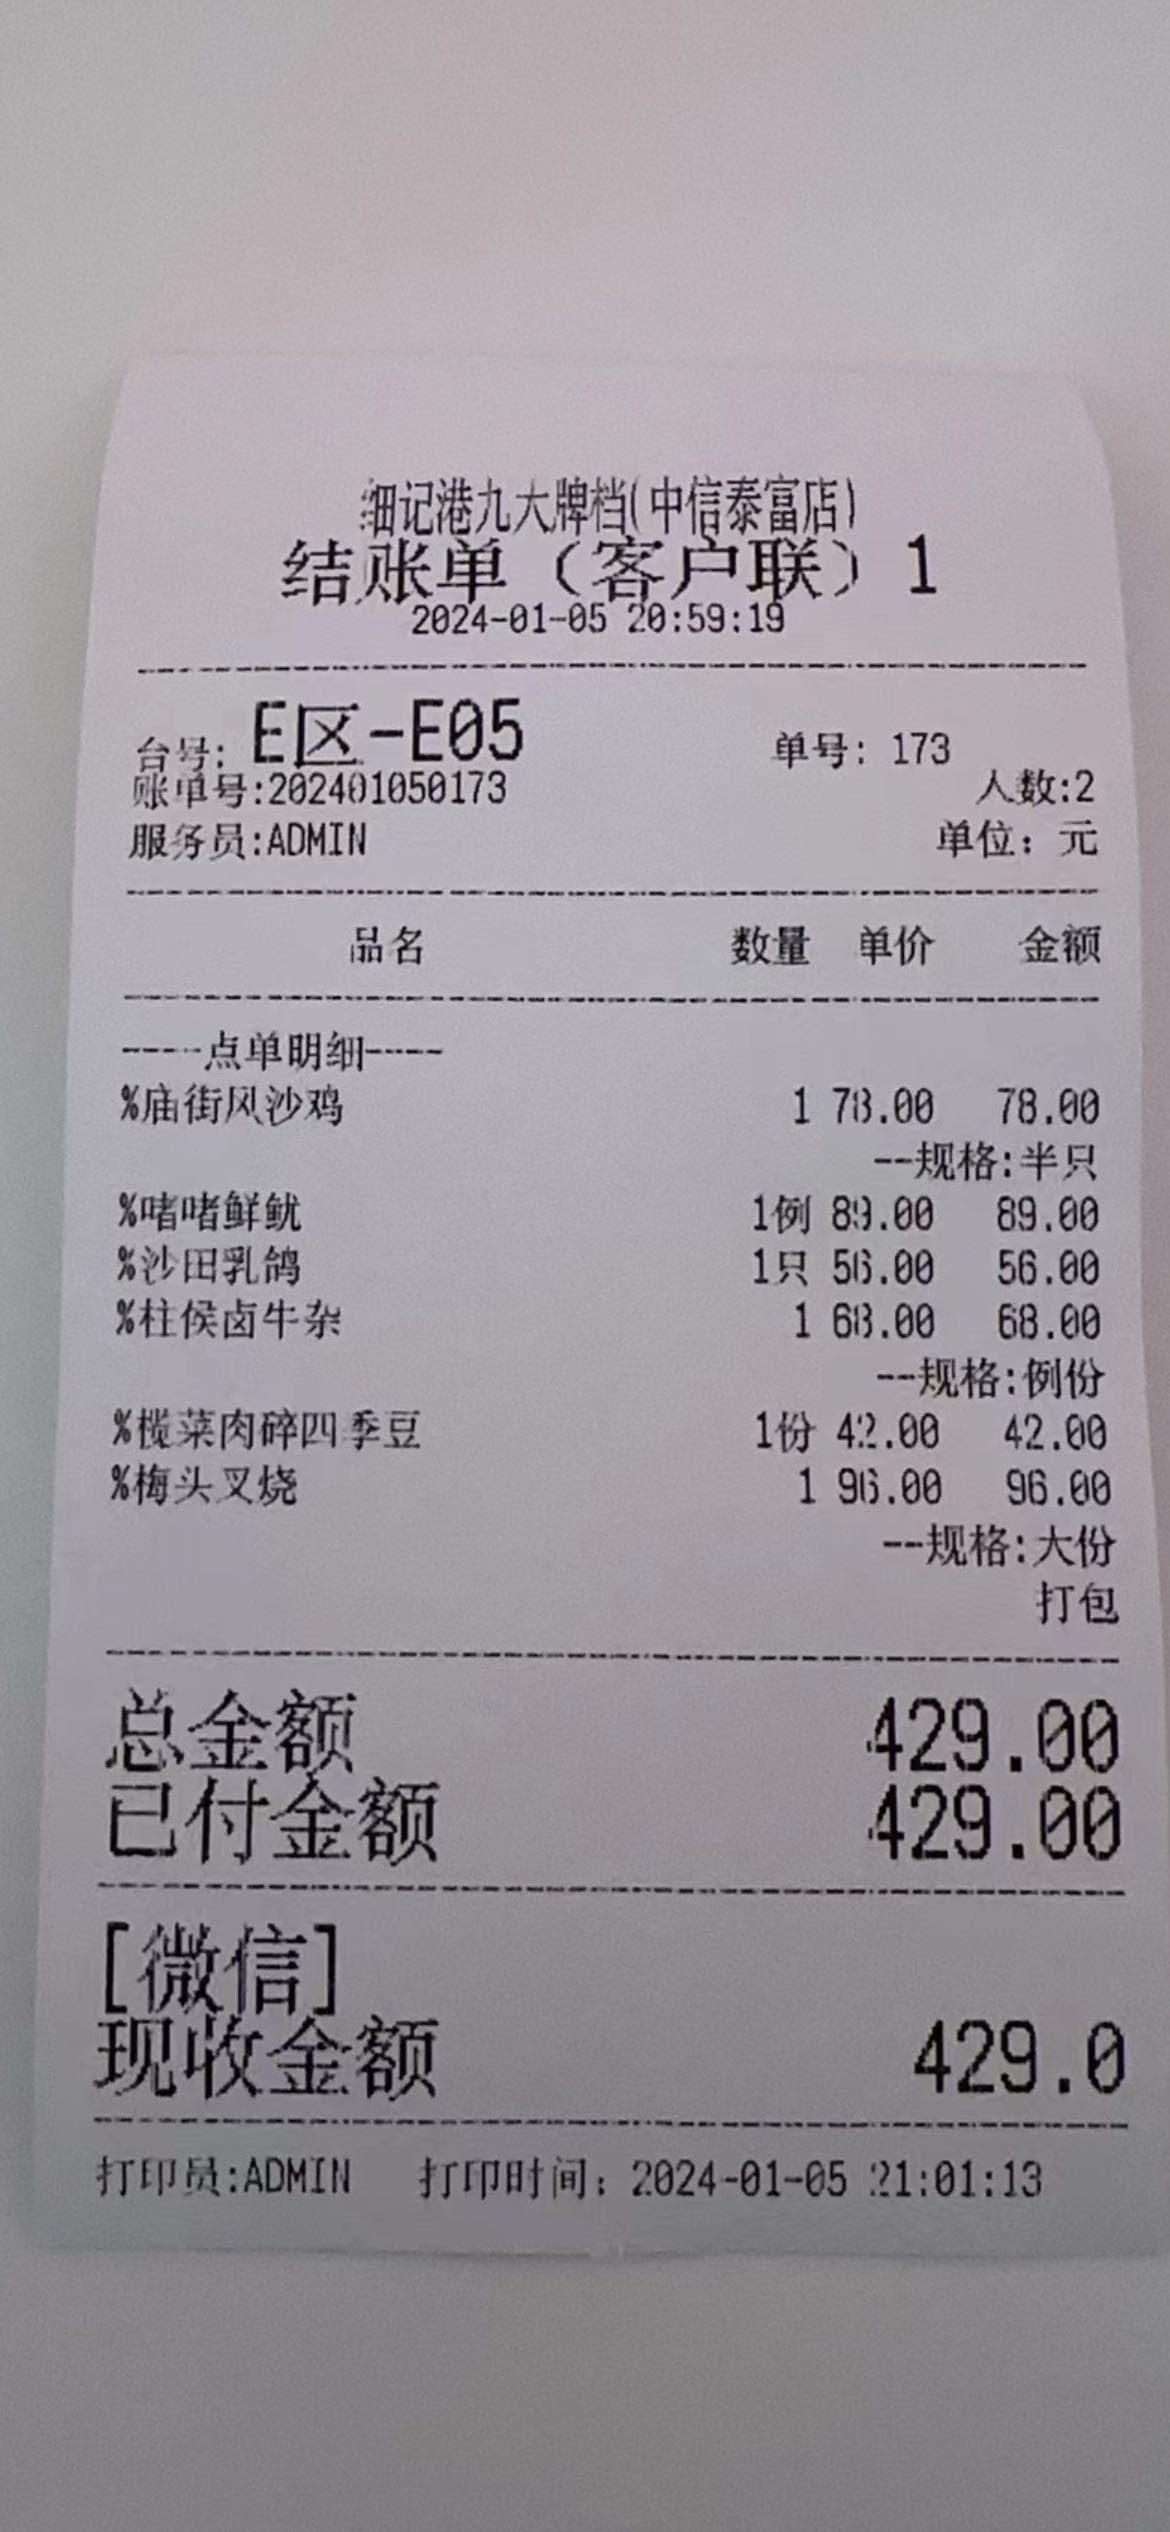 细记港九大牌档(中信泰富店)
结账单（客户联）1
2024-01-05 20:59:19
台号: E区-E05 单号: 173
账单号:202401050173 人数:2
服务员:ADMIN 单位: 元
品名 数量 单价 金额
-----点单明细-----
%庙街风沙鸡 1 78.00 78.00
--规格:半只
%啫啫鲜鱿 1例 89.00 89.00
%沙田乳鸽 1只 56.00 56.00
%柱侯卤牛杂 1 68.00 68.00
--规格:例份
%榄菜肉碎四季豆 1份 42.00 42.00
%梅头叉烧 1 96.00 96.00
--规格:大份
打包
总金额 429.00
已付金额 429.00
[微信]
现收金额 429.0
打印员:ADMIN 打印时间: 2024-01-05 21:01:13